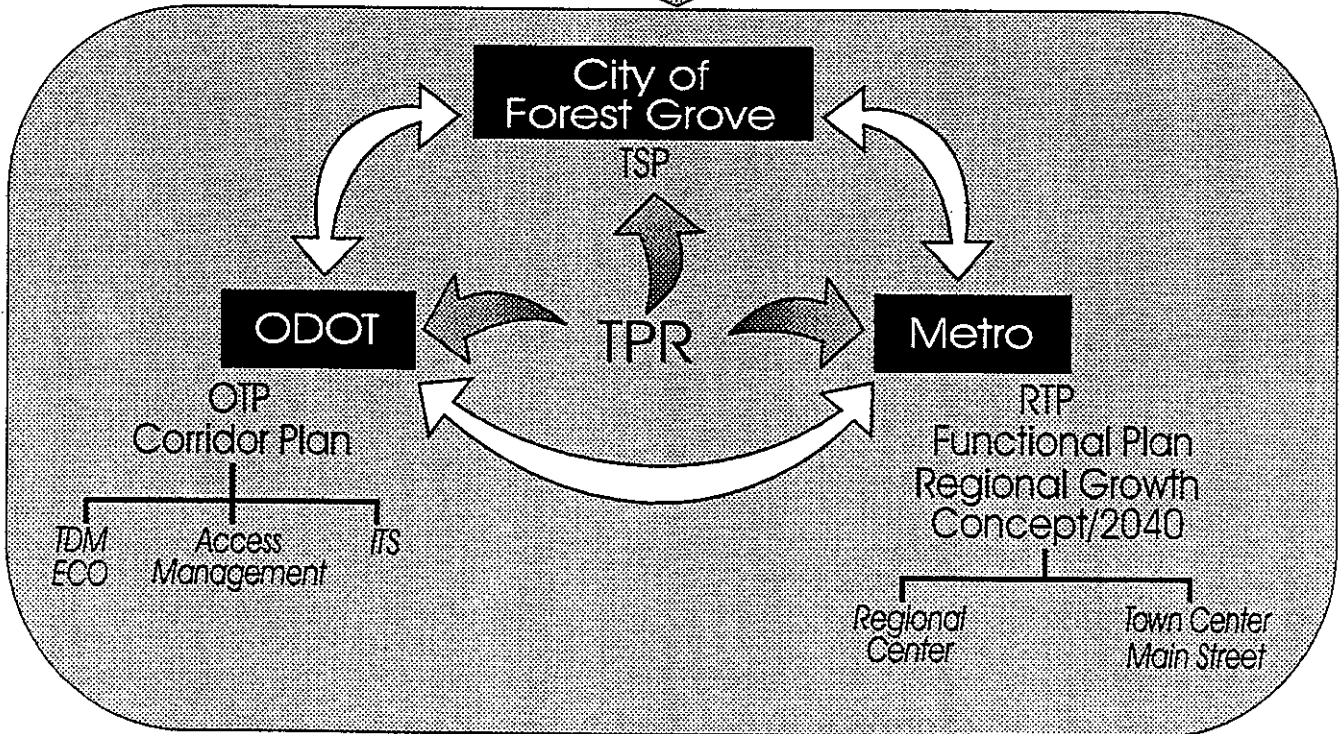 City of
Forest Grove
TSP
ODOT
TPR
Metro
OTP
Corridor Plan
TDM
ECO
Access
Management
ITS
RTP
Functional Plan
Regional Growth
Concept/2040
Regional
Center
Town Center
Main Street